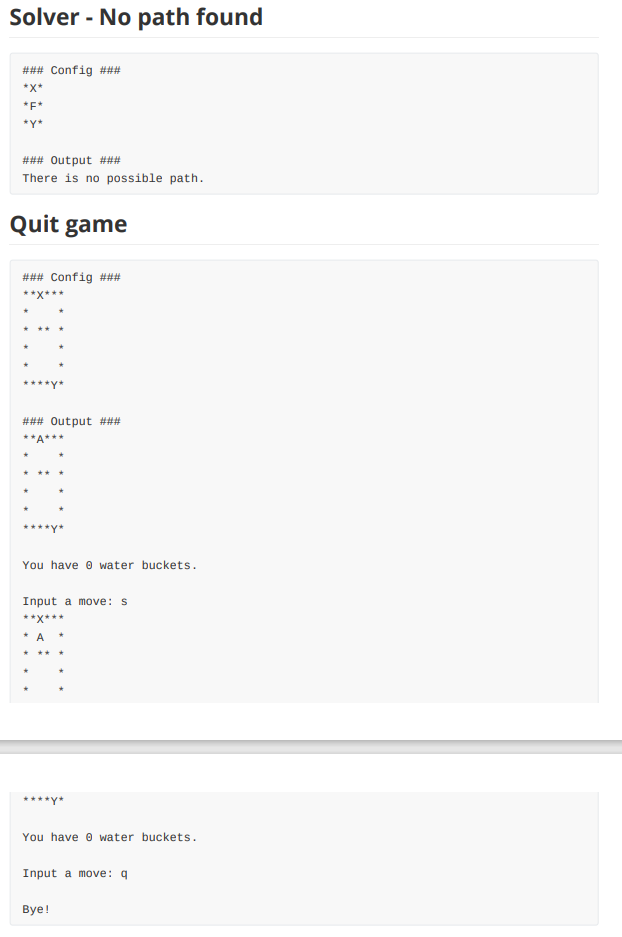 Solver - No path found
### Config ###
*X*
*F*
*Y*
### Output ###
There is no possible path.
Quit game
### Config ###
**X***
*    *
* ** *
*    *
*    *
****Y*
### Output ###
**A***
*    *
* ** *
*    *
*    *
****Y*
You have 0 water buckets.
Input a move: s
**X***
* A  *
* ** *
*    *
*    *
****Y*
You have 0 water buckets.
Input a move: q
Bye!